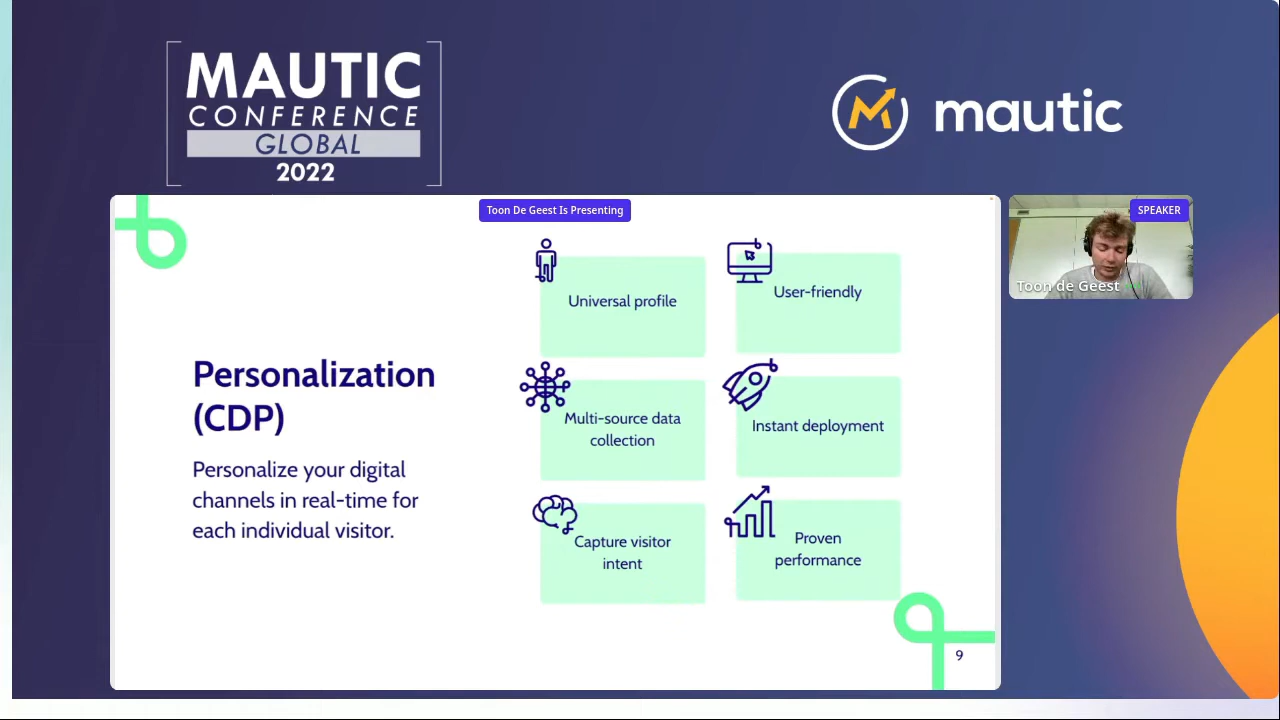 MAUTIC
CONFERENCE
GLOBAL
2022
mautic
Toon De Geest Is Presenting
SPEAKER
Toon de Geest
Personalization
(CDP)
Personalize your digital
channels in real-time for
each individual visitor.
Universal profile
User-friendly
Multi-source data
collection
Instant deployment
Capture visitor
intent
Proven
performance
9